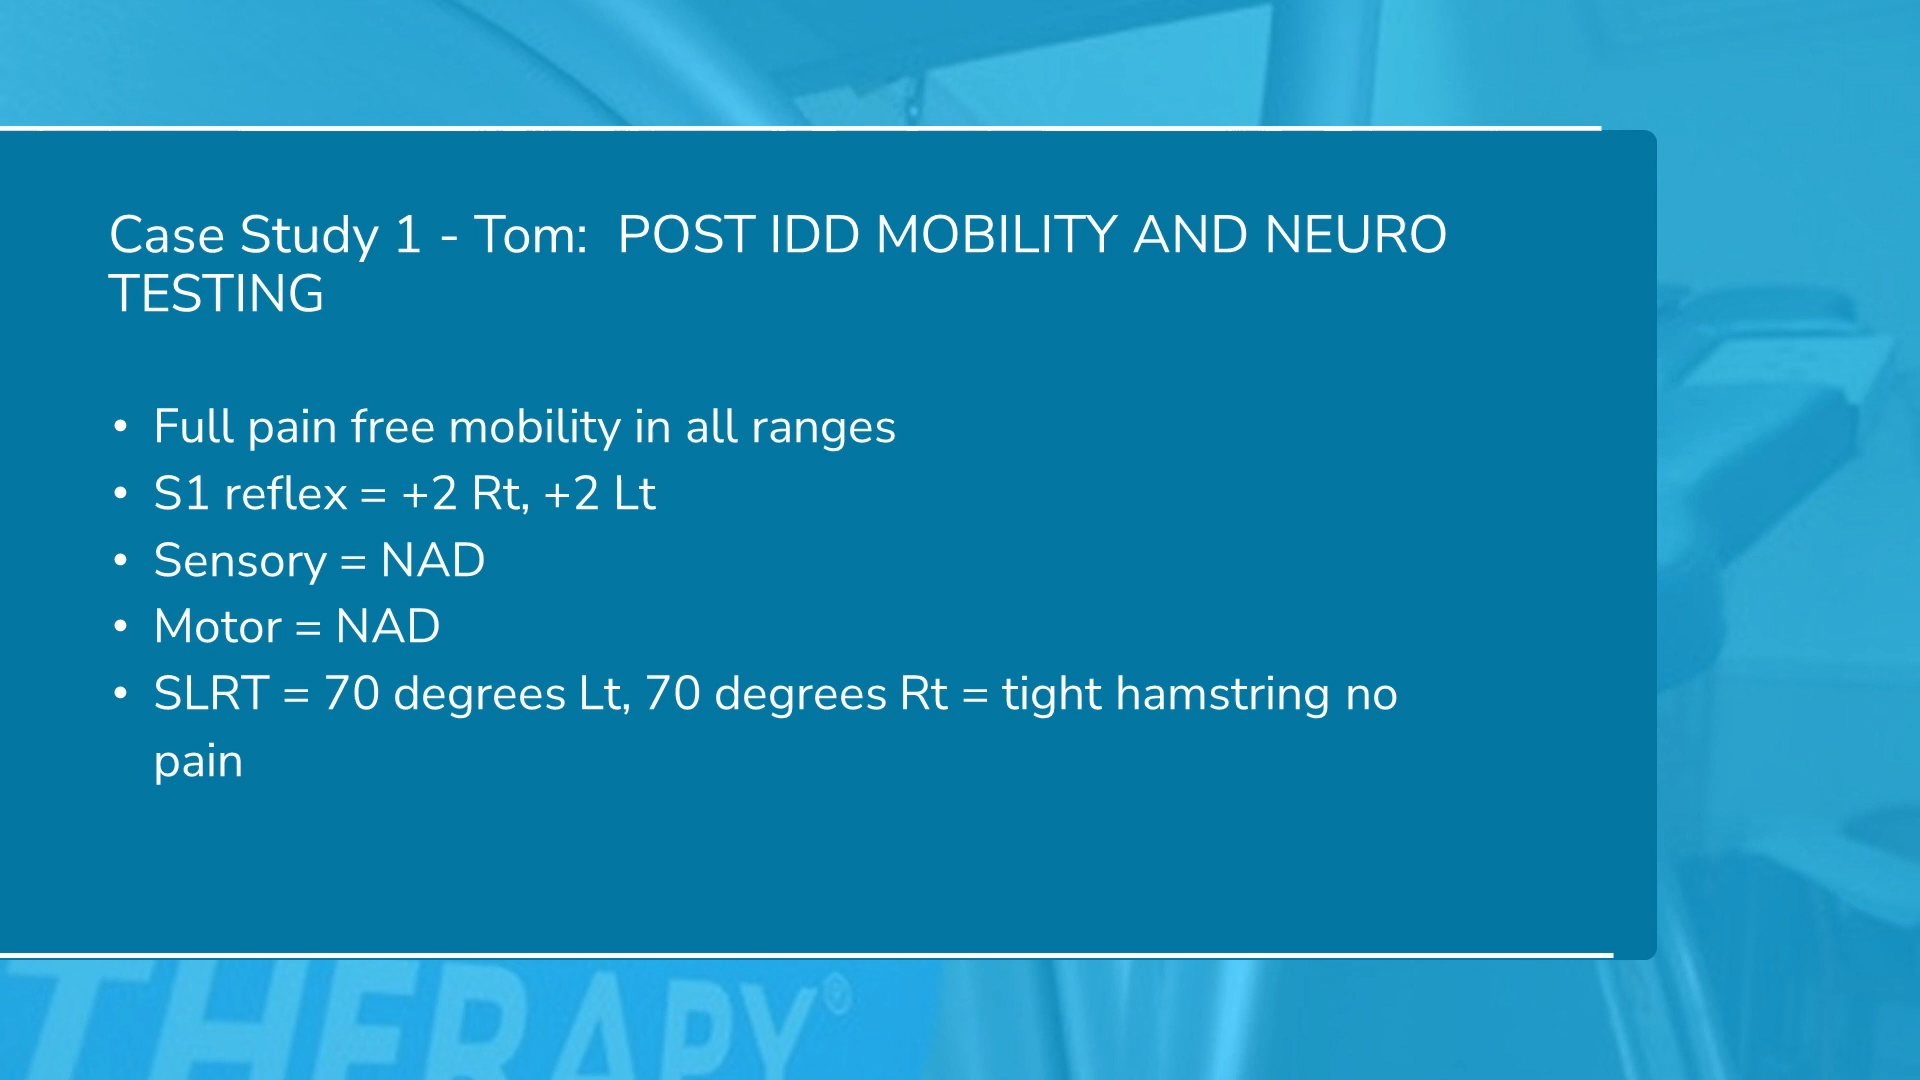 Case Study 1 - Tom:  POST IDD MOBILITY AND NEURO
TESTING
• Full pain free mobility in all ranges
• S1 reflex = +2 Rt, +2 Lt
• Sensory = NAD
• Motor = NAD
• SLRT = 70 degrees Lt, 70 degrees Rt = tight hamstring no
pain
THERAPY®